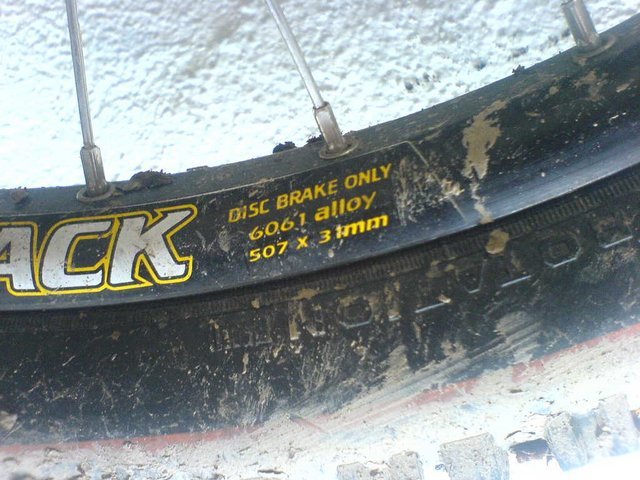 ACK
DISC BRAKE ONLY
6061 alloy
507 x 31mm